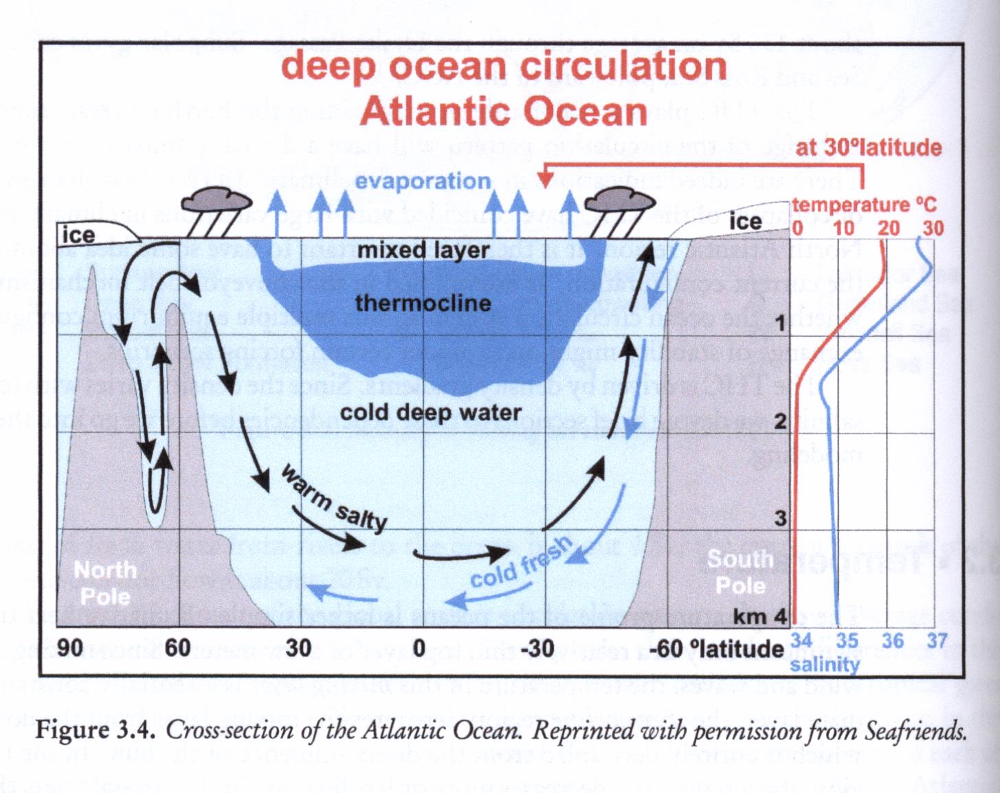 deep ocean circulation
Atlantic Ocean
at 30ºlatitude
evaporation
temperature ºC
0 10 20 30
ice
ice
mixed layer
thermocline
1
cold deep water
2
warm salty
3
cold fresh
North
Pole
South
Pole
km 4
90 60 30 0 -30 -60 ºlatitude
34 35 36 37
salinity
Figure 3.4. Cross-section of the Atlantic Ocean. Reprinted with permission from Seafriends.